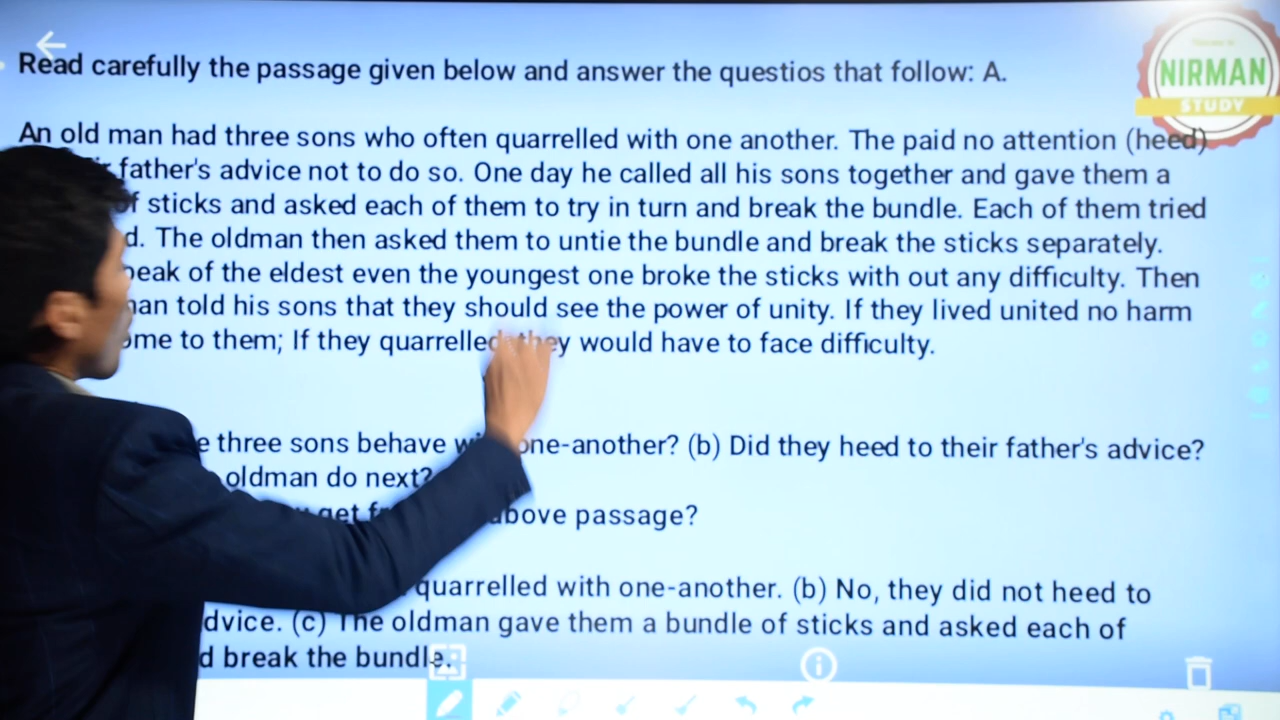 Read carefully the passage given below and answer the questios that follow: A.
NIRMAN
STUDY
An old man had three sons who often quarrelled with one another. The paid no attention (heed)
father's advice not to do so. One day he called all his sons together and gave them a
of sticks and asked each of them to try in turn and break the bundle. Each of them tried
The oldman then asked them to untie the bundle and break the sticks separately.
of the eldest even the youngest one broke the sticks with out any difficulty. Then
told his sons that they should see the power of unity. If they lived united no harm
to them; If they quarrelled they would have to face difficulty.
three sons behave one-another? (b) Did they heed to their father's advice?
oldman do next?
get above passage?
quarrelled with one-another. (b) No, they did not heed to
(c) The oldman gave them a bundle of sticks and asked each of
break the bundle.